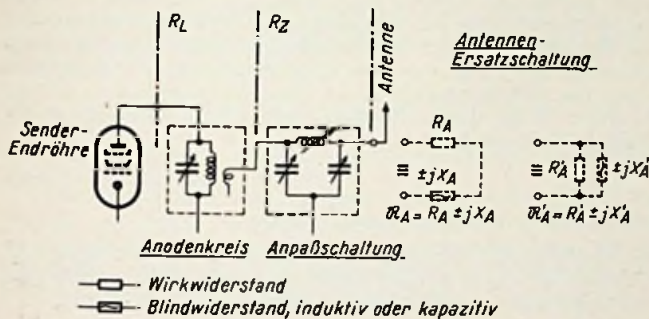 R_L
R_Z
Antenne
Antennen-
Ersatzschaltung
Sender-
Endröhre
R_A
≡ ±jX_A
ℜ_A = R_A ±jX_A
≡ R'_A ±jX'_A
ℜ'_A = R'_A ±jX'_A
Anodenkreis
Anpaßschaltung
Wirkwiderstand
Blindwiderstand, induktiv oder kapazitiv